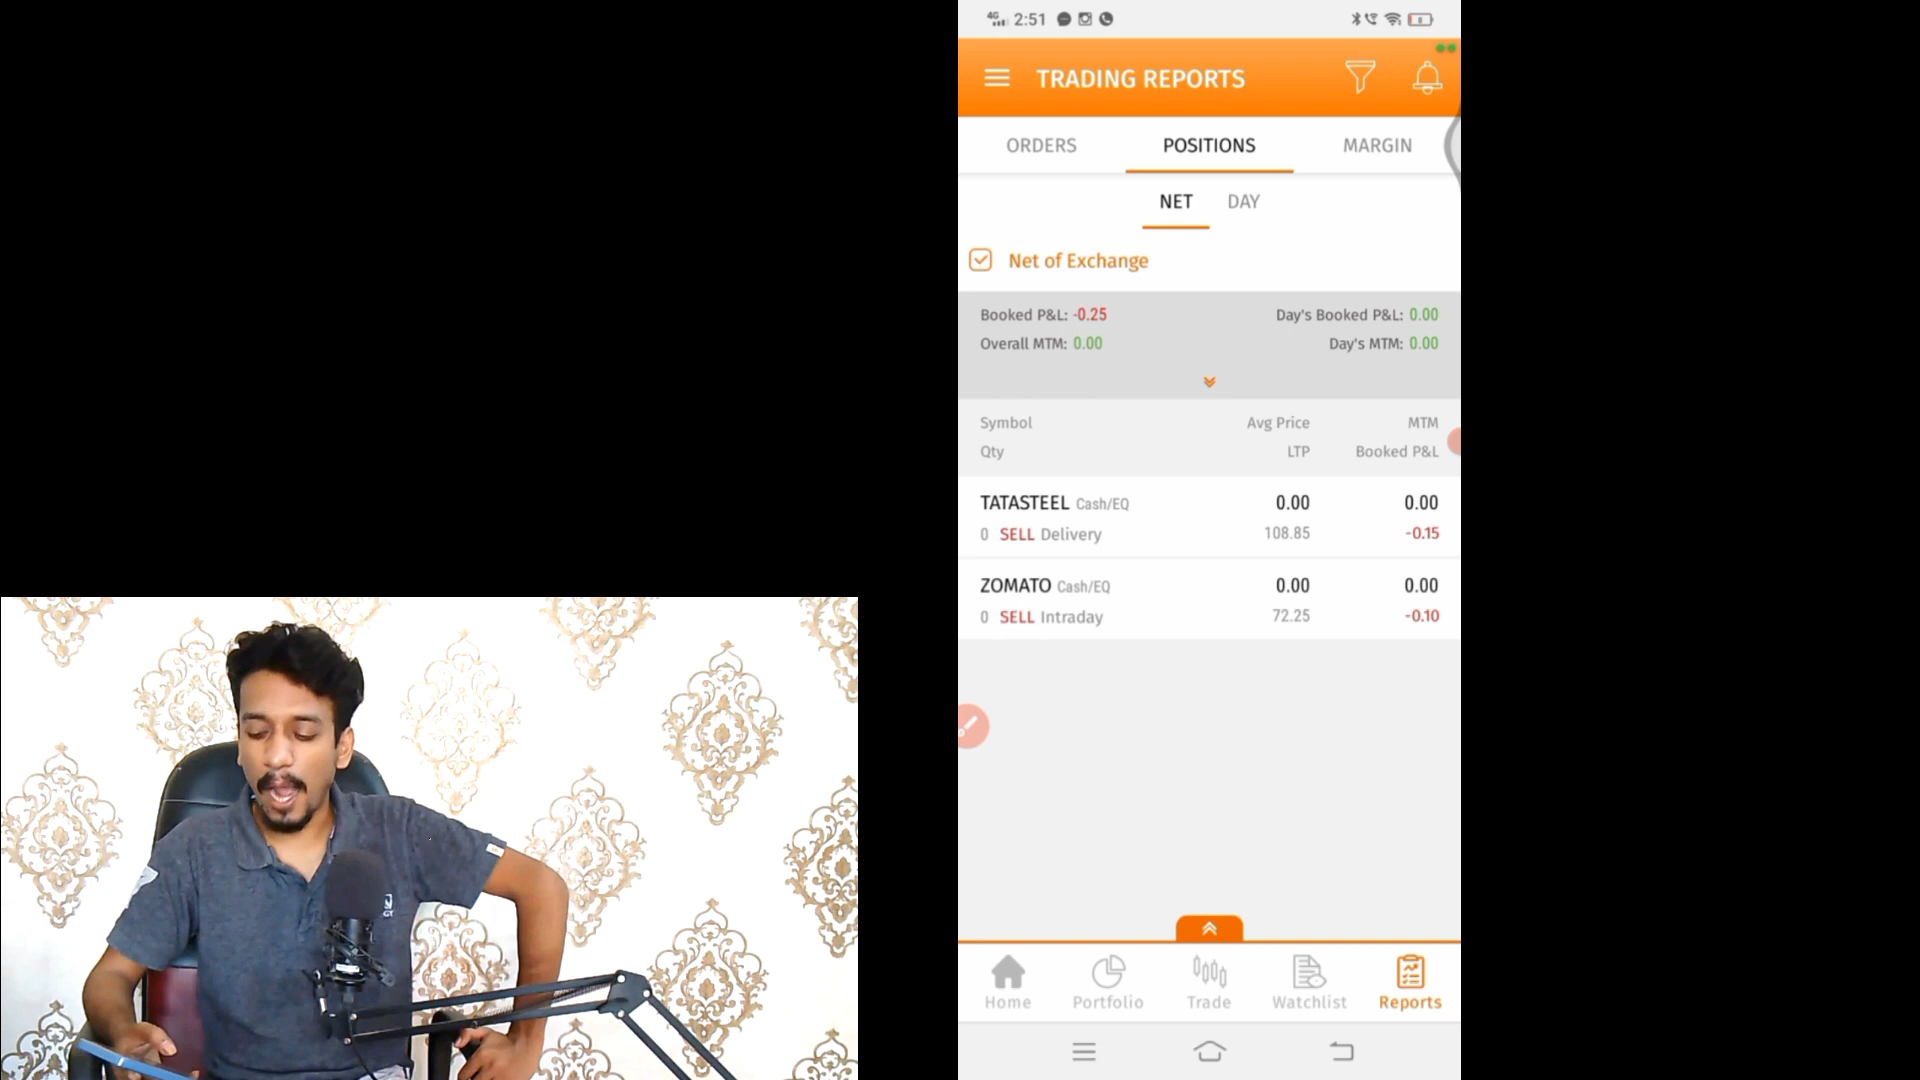 4G 2:51
8
TRADING REPORTS
ORDERS POSITIONS MARGIN
NET DAY
Net of Exchange
Booked P&L: -0.25 Day's Booked P&L: 0.00
Overall MTM: 0.00 Day's MTM: 0.00
Symbol Avg Price MTM
Qty LTP Booked P&L
TATASTEEL Cash/EQ 0.00 0.00
0 SELL Delivery 108.85 -0.15
ZOMATO Cash/EQ 0.00 0.00
0 SELL Intraday 72.25 -0.10
Home Portfolio Trade Watchlist Reports